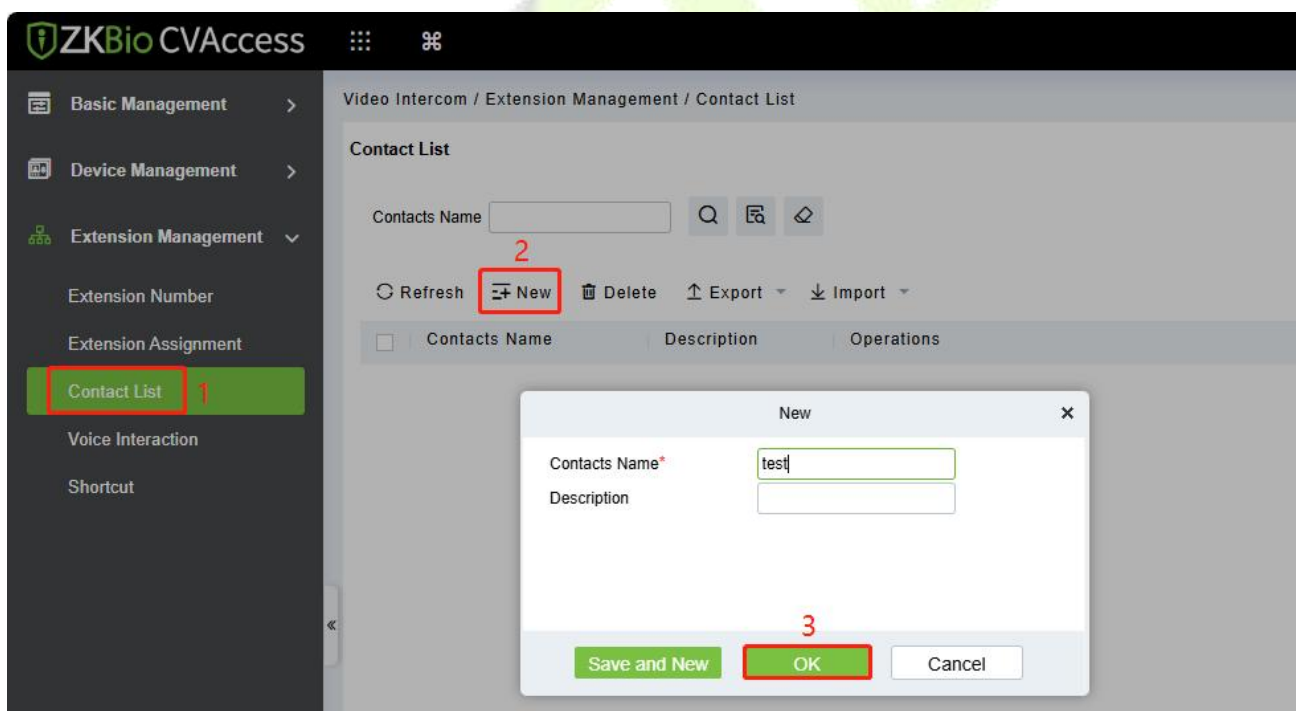 ZKBio CVAccess
Basic Management
Device Management
Extension Management
Extension Number
Extension Assignment
Contact List 1
Voice Interaction
Shortcut
Video Intercom / Extension Management / Contact List
Contact List
Contacts Name
2
Refresh New Delete Export Import
Contacts Name Description Operations
New
Contacts Name* test
Description
3
Save and New OK Cancel